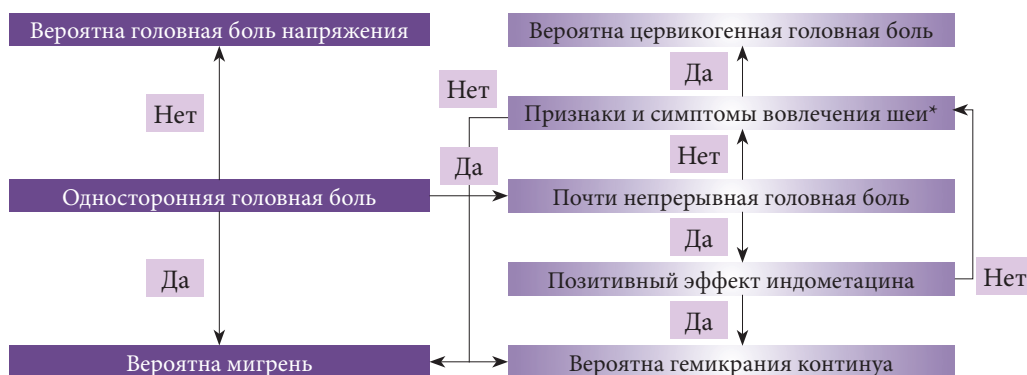 Вероятна головная боль напряжения
Вероятна цервикогенная головная боль
Да
Нет
Нет
Признаки и симптомы вовлечения шеи*
Да
Нет
Односторонняя головная боль
Почти непрерывная головная боль
Да
Да
Позитивный эффект индометацина
Нет
Да
Вероятна мигрень
Вероятна гемикрания континуа